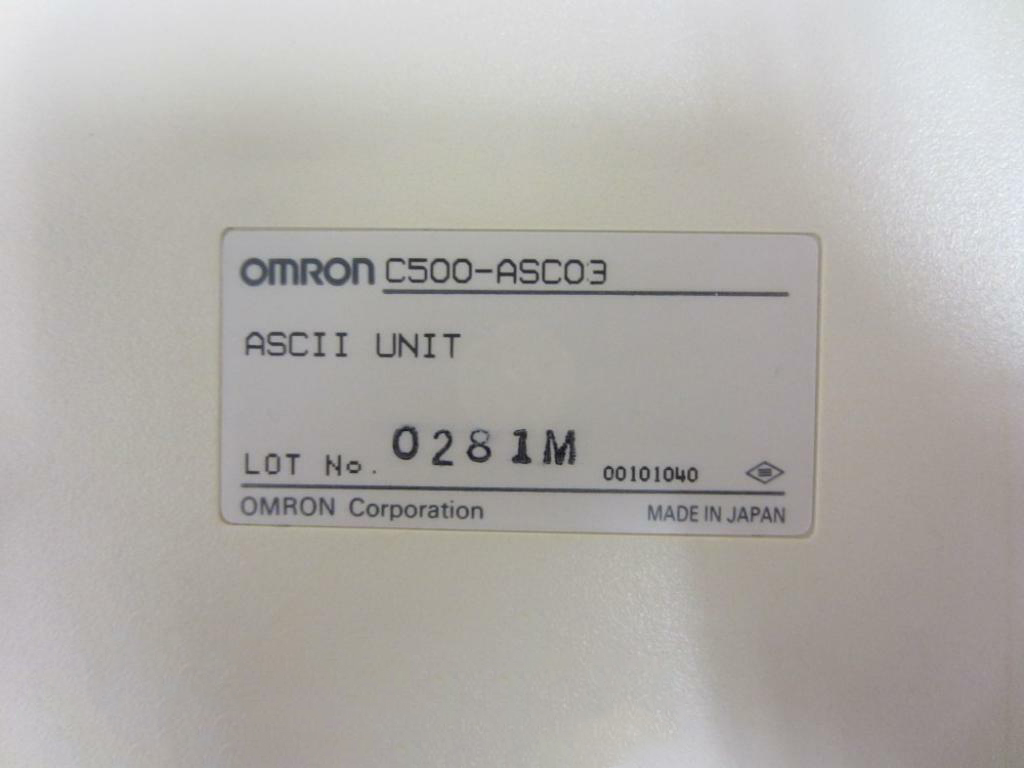 OMRON C500-ASC03
ASCII UNIT
LOT No. 0281M 00101040
OMRON Corporation MADE IN JAPAN